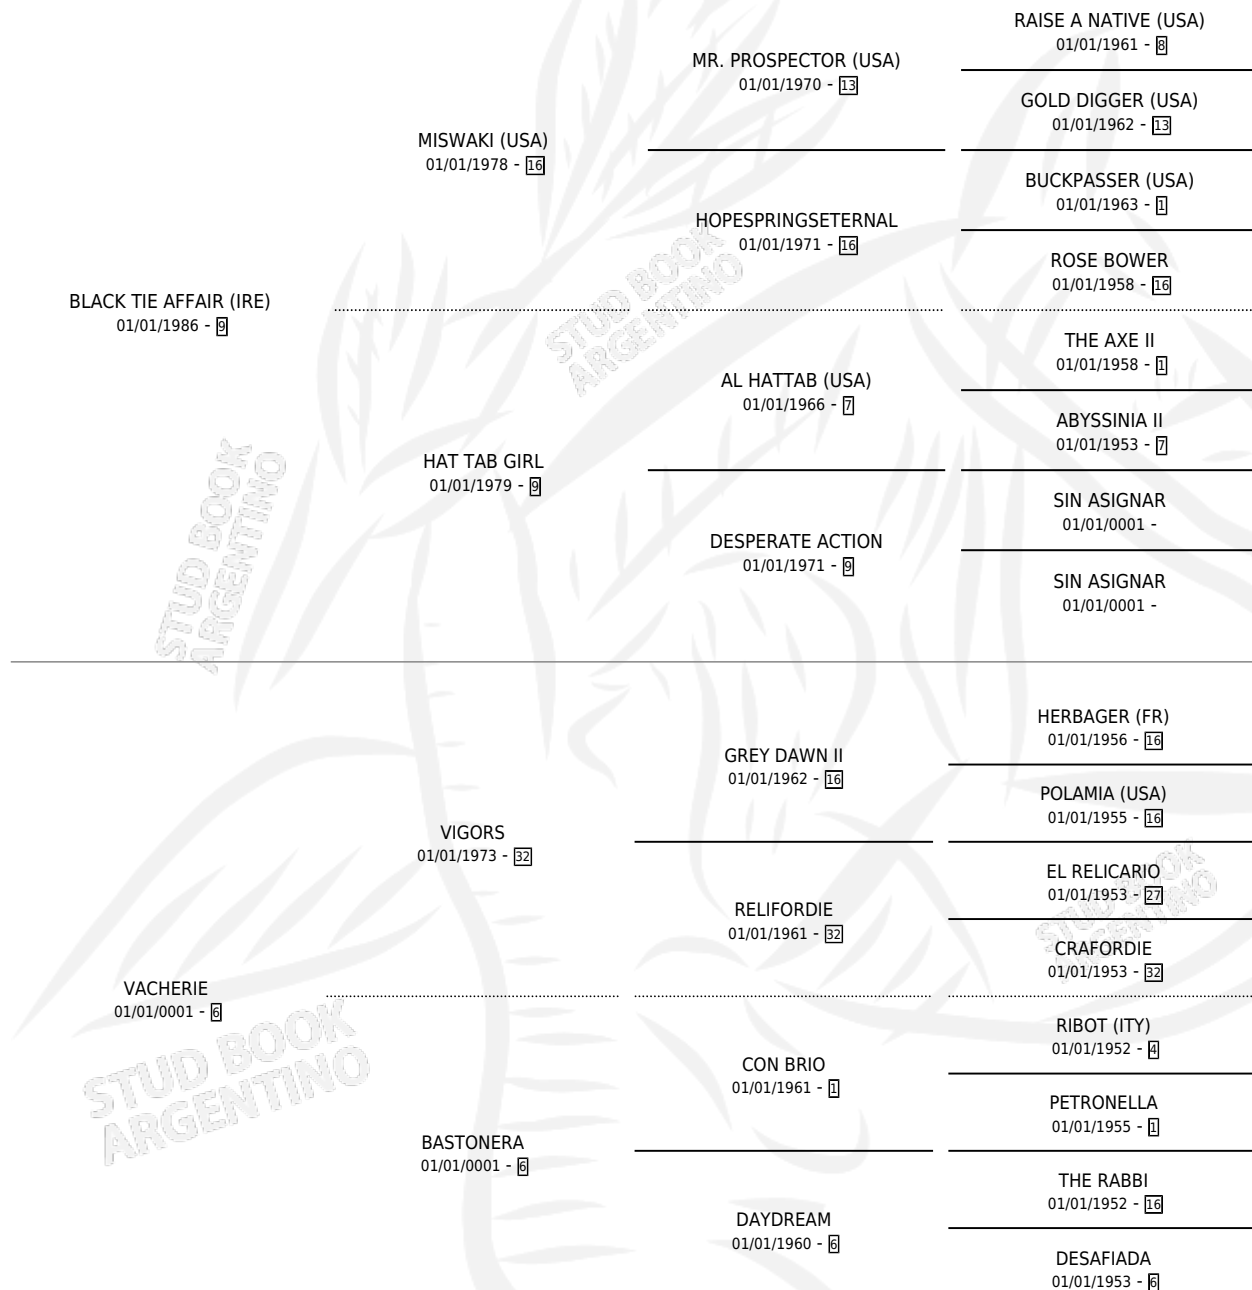 RAISE A NATIVE (USA)
01/01/1961 - 8
MR. PROSPECTOR (USA)
01/01/1970 - 13
GOLD DIGGER (USA)
01/01/1962 - 13
MISWAKI (USA)
01/01/1978 - 16
BUCKPASSER (USA)
01/01/1963 - 1
HOPESPRINGSETERNAL
01/01/1971 - 16
ROSE BOWER
01/01/1958 - 16
BLACK TIE AFFAIR (IRE)
01/01/1986 - 9
STUD BOOK
ARGENTINO
THE AXE II
01/01/1958 - 1
AL HATTAB (USA)
01/01/1966 - 7
ABYSSINIA II
01/01/1953 - 7
HAT TAB GIRL
01/01/1979 - 9
SIN ASIGNAR
01/01/0001 -
DESPERATE ACTION
01/01/1971 - 9
SIN ASIGNAR
01/01/0001 -
STUD BOOK
ARGENTINO
HERBAGER (FR)
01/01/1956 - 16
GREY DAWN II
01/01/1962 - 16
POLAMIA (USA)
01/01/1955 - 16
VIGORS
01/01/1973 - 32
EL RELICARIO
01/01/1953 - 27
STUD BOOK
ARGENTINO
RELIFORDIE
01/01/1961 - 32
CRAFORDIE
01/01/1953 - 32
VACHERIE
01/01/0001 - 6
STUD BOOK
ARGENTINO
RIBOT (ITY)
01/01/1952 - 4
CON BRIO
01/01/1961 - 1
PETRONELLA
01/01/1955 - 1
BASTONERA
01/01/0001 - 6
THE RABBI
01/01/1952 - 16
DAYDREAM
01/01/1960 - 6
DESAFIADA
01/01/1953 - 6